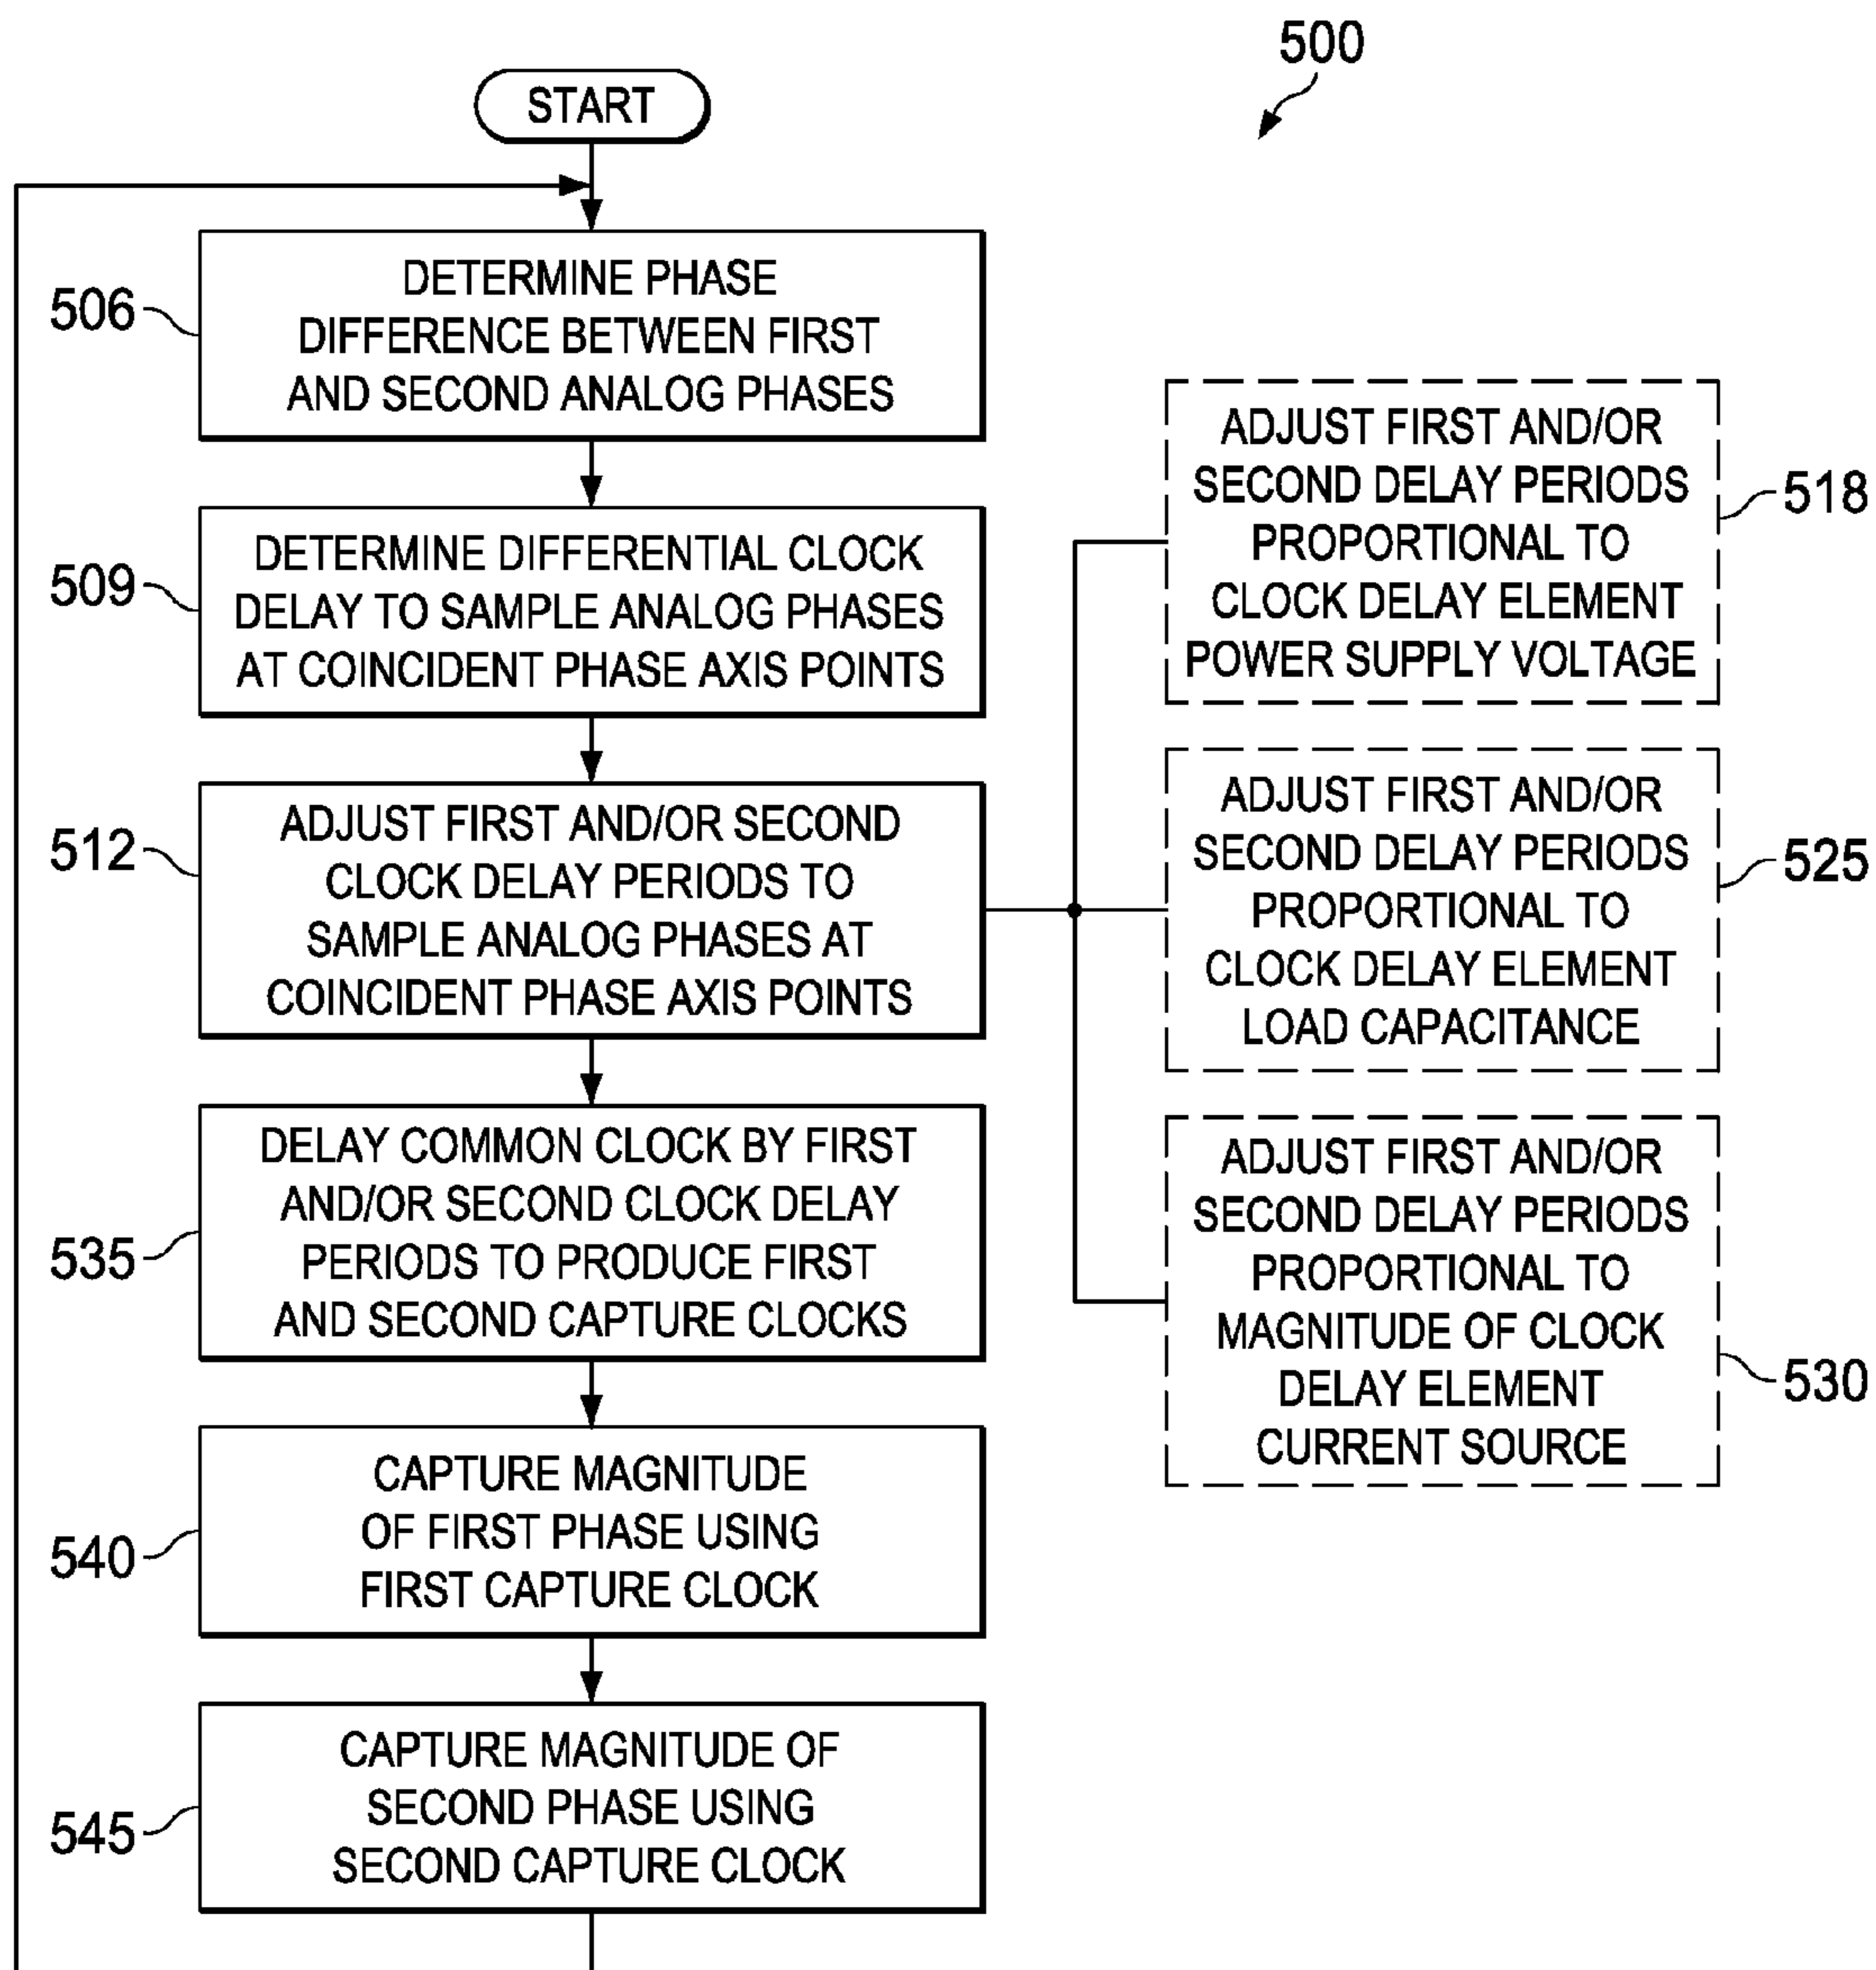 500
START
506
DETERMINE PHASE
DIFFERENCE BETWEEN FIRST
AND SECOND ANALOG PHASES
509
DETERMINE DIFFERENTIAL CLOCK
DELAY TO SAMPLE ANALOG PHASES
AT COINCIDENT PHASE AXIS POINTS
512
ADJUST FIRST AND/OR SECOND
CLOCK DELAY PERIODS TO
SAMPLE ANALOG PHASES AT
COINCIDENT PHASE AXIS POINTS
ADJUST FIRST AND/OR
SECOND DELAY PERIODS
PROPORTIONAL TO
CLOCK DELAY ELEMENT
POWER SUPPLY VOLTAGE
518
ADJUST FIRST AND/OR
SECOND DELAY PERIODS
PROPORTIONAL TO
CLOCK DELAY ELEMENT
LOAD CAPACITANCE
525
ADJUST FIRST AND/OR
SECOND DELAY PERIODS
PROPORTIONAL TO
MAGNITUDE OF CLOCK
DELAY ELEMENT
CURRENT SOURCE
530
535
DELAY COMMON CLOCK BY FIRST
AND/OR SECOND CLOCK DELAY
PERIODS TO PRODUCE FIRST
AND SECOND CAPTURE CLOCKS
540
CAPTURE MAGNITUDE
OF FIRST PHASE USING
FIRST CAPTURE CLOCK
545
CAPTURE MAGNITUDE OF
SECOND PHASE USING
SECOND CAPTURE CLOCK